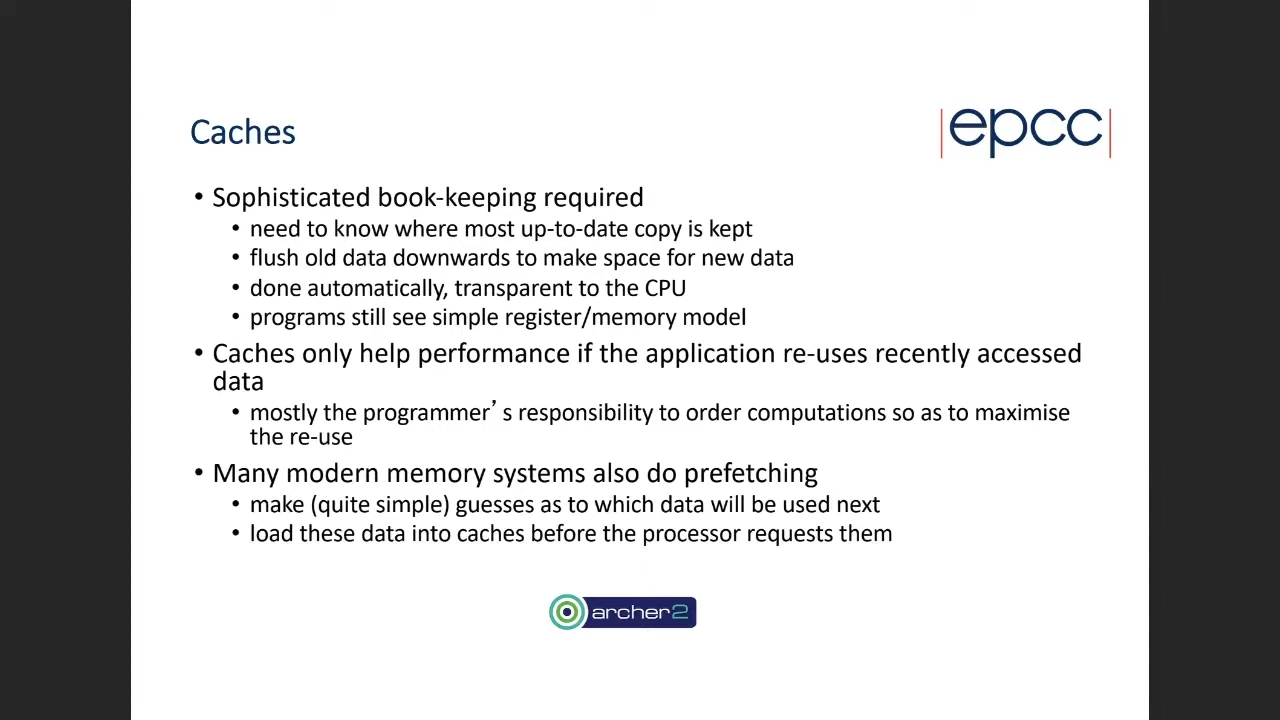 Caches
|epcc|
• Sophisticated book-keeping required
• need to know where most up-to-date copy is kept
• flush old data downwards to make space for new data
• done automatically, transparent to the CPU
• programs still see simple register/memory model
• Caches only help performance if the application re-uses recently accessed
data
• mostly the programmer’s responsibility to order computations so as to maximise
the re-use
• Many modern memory systems also do prefetching
• make (quite simple) guesses as to which data will be used next
• load these data into caches before the processor requests them
archer2